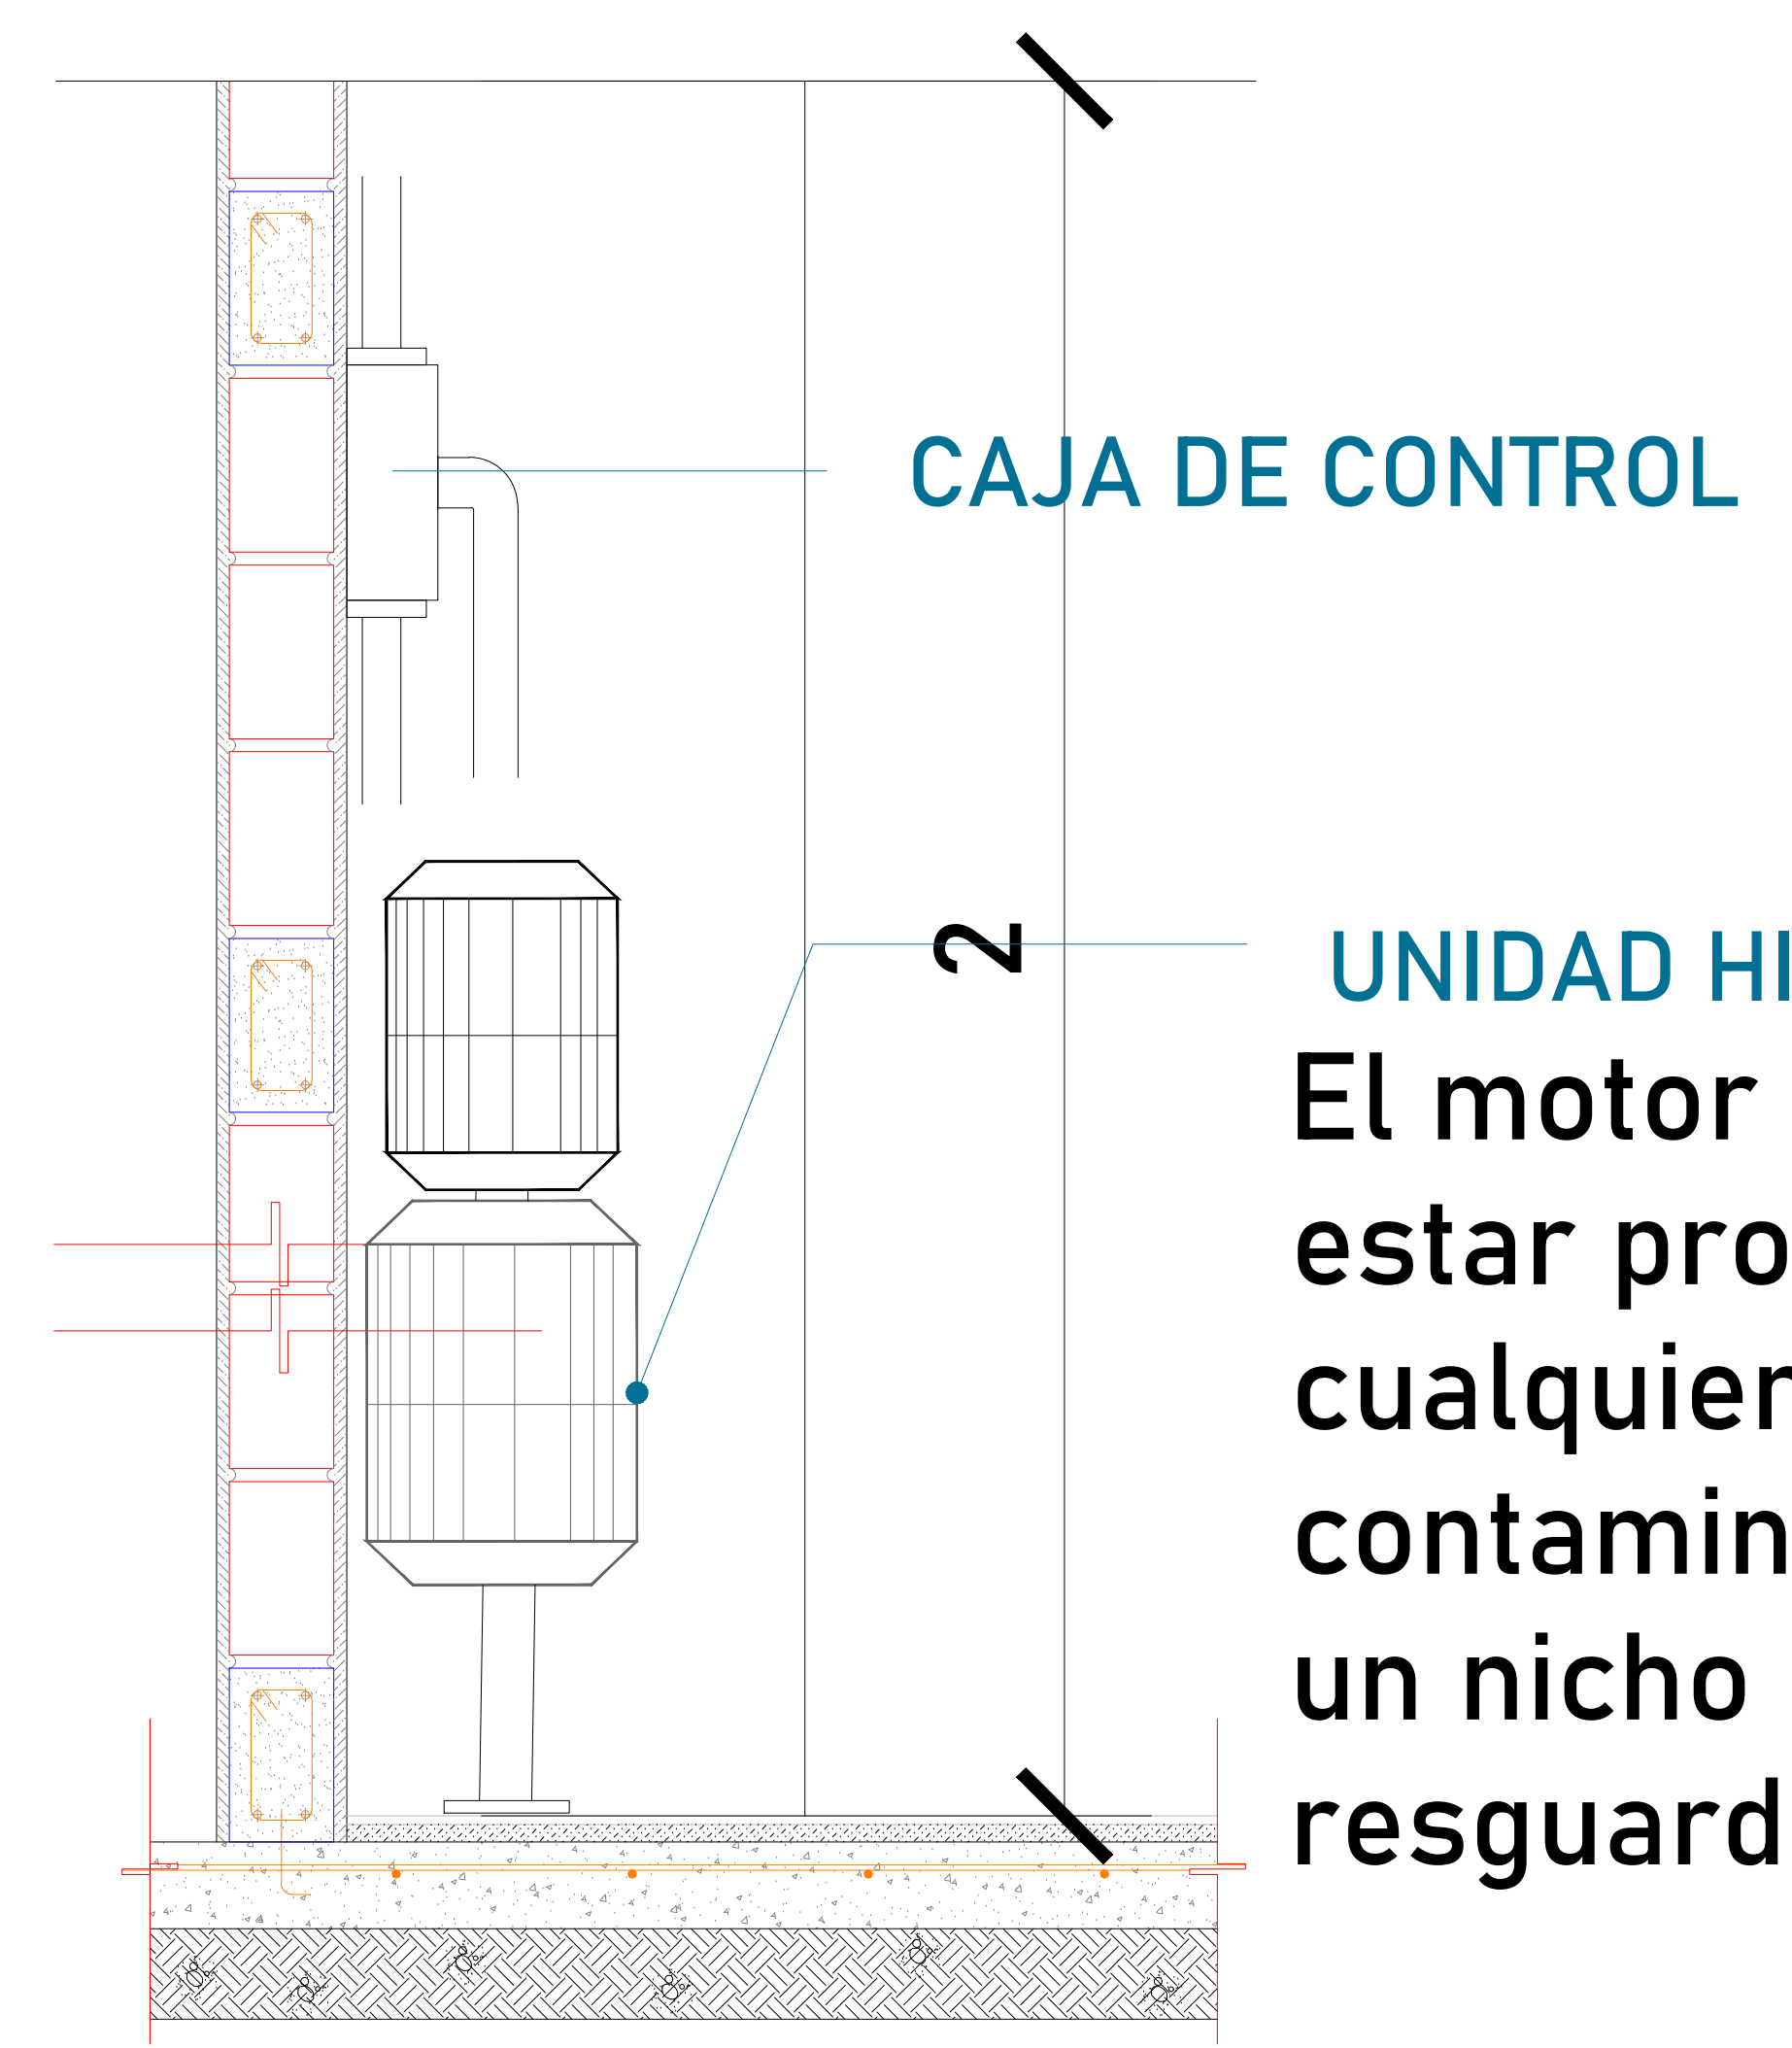 CAJA DE CONTROL
2
UNIDAD HI
El motor
estar pro
cualquier
contamin
un nicho
resguard